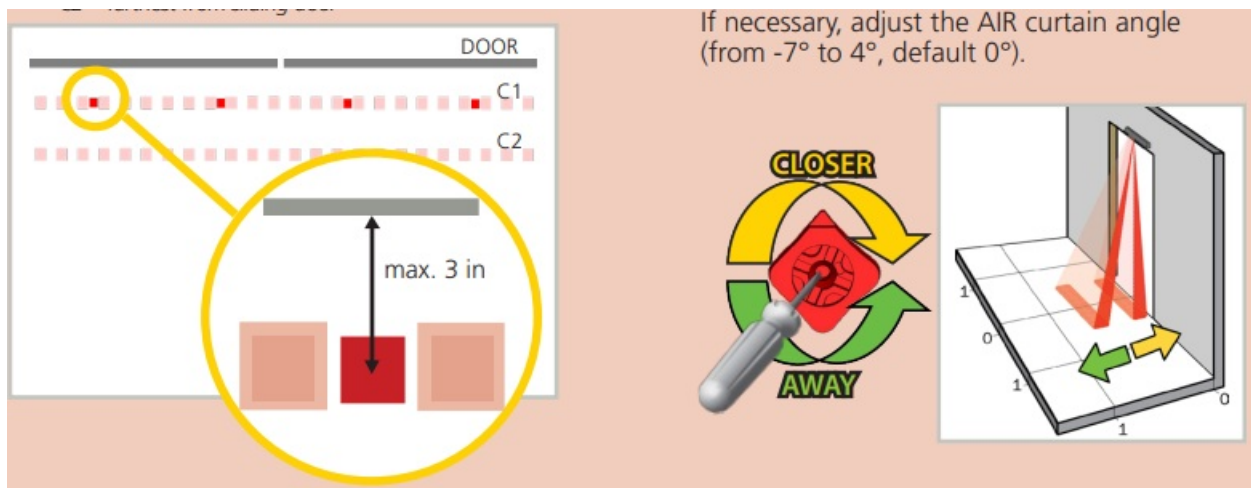 If necessary, adjust the AIR curtain angle
(from -7° to 4°, default 0°).
DOOR
C1
C2
max. 3 in
CLOSER
AWAY
1
0
1
1
0